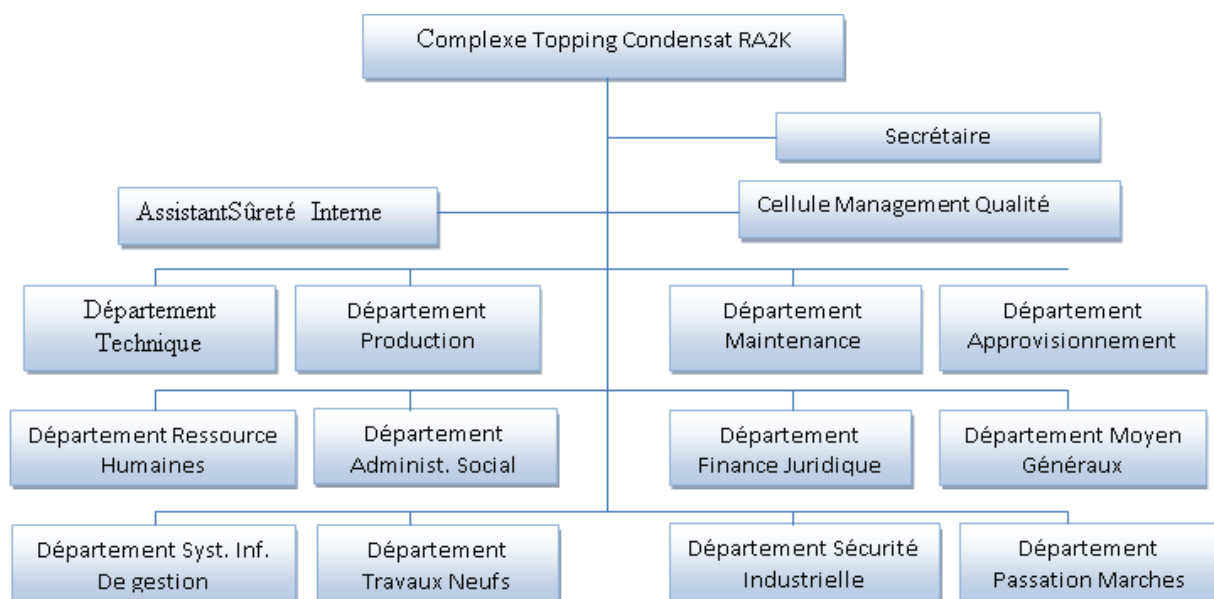 Complexe Topping Condensat RA2K
Secrétaire
AssistantSûreté Interne
Cellule Management Qualité
Département
Technique
Département
Production
Département
Maintenance
Département
Approvisionnement
Département Ressource
Humaines
Département
Administ. Social
Département
Finance Juridique
Département Moyen
Généraux
Département Syst. Inf.
De gestion
Département
Travaux Neufs
Département Sécurité
Industrielle
Département
Passation Marches